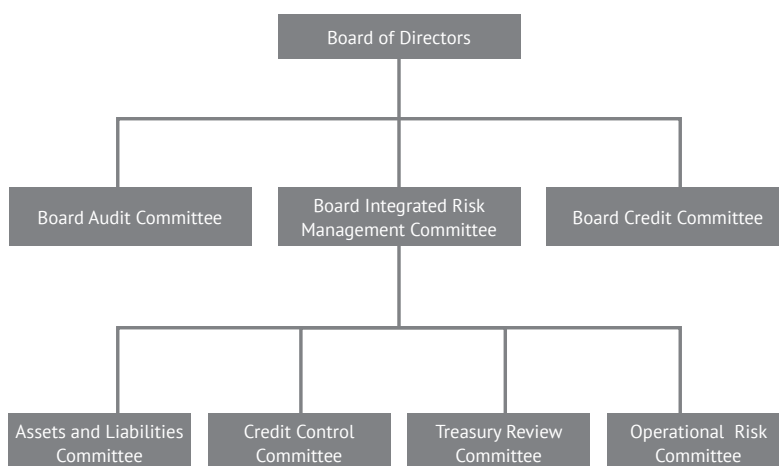 Board of Directors
Board Audit Committee
Board Integrated Risk
Management Committee
Board Credit Committee
Assets and Liabilities
Committee
Credit Control
Committee
Treasury Review
Committee
Operational Risk
Committee